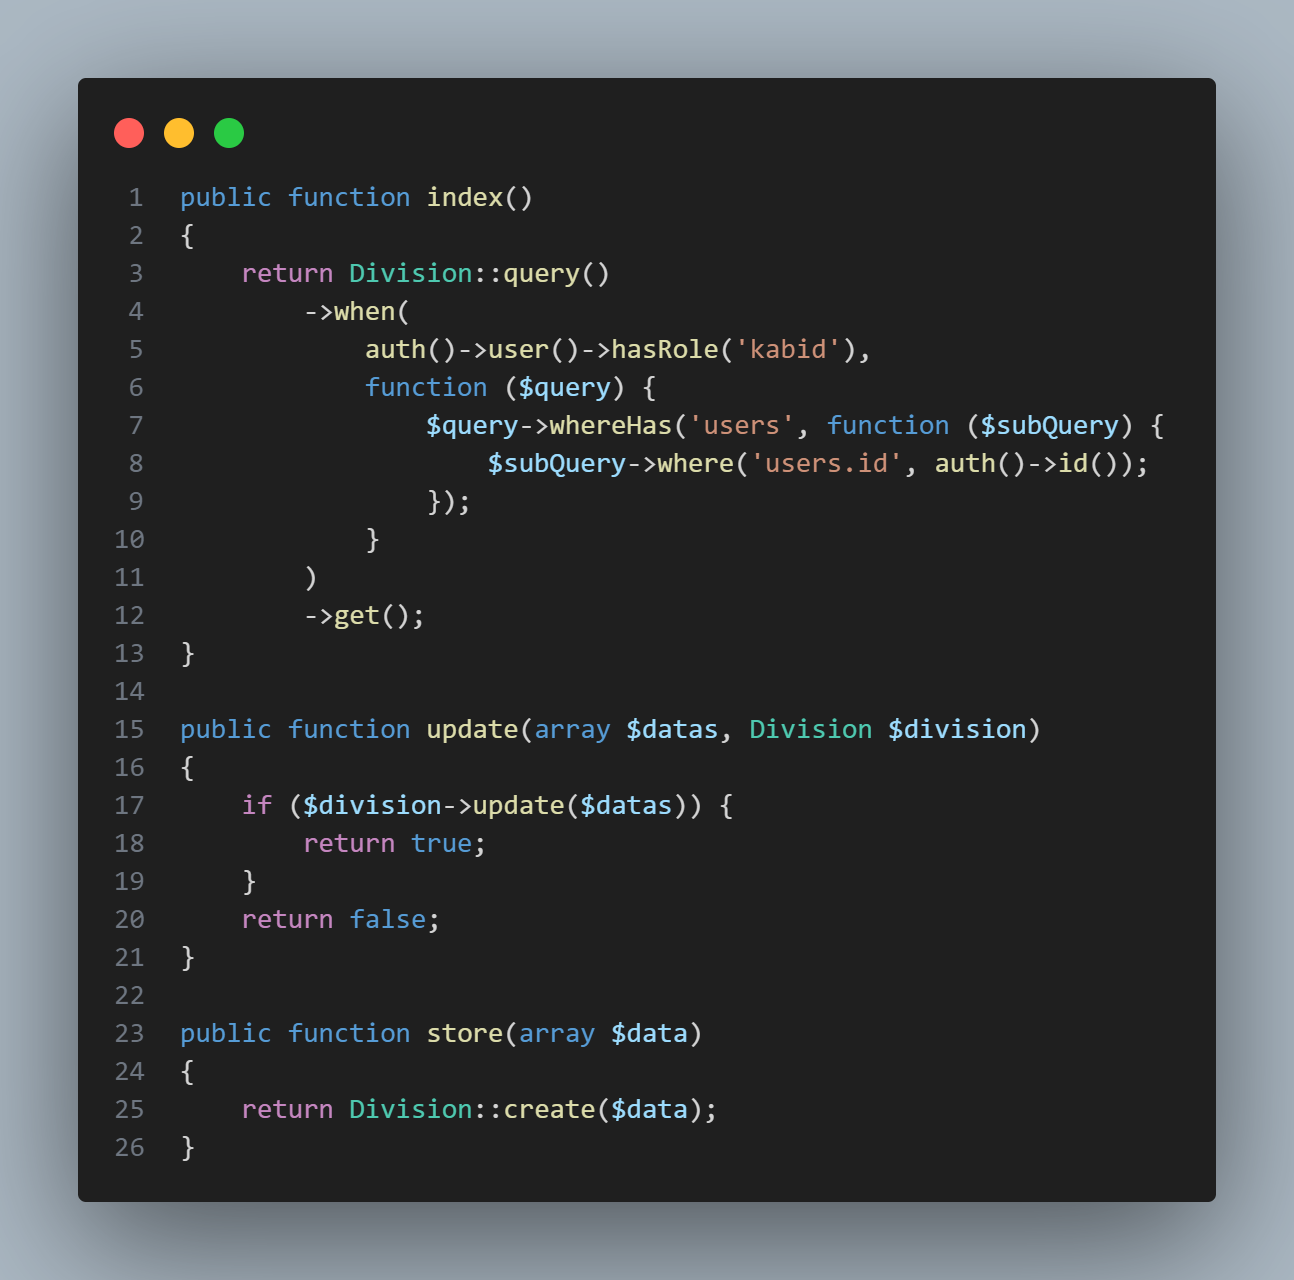 1 public function index()
2 {
3     return Division::query()
4         ->when(
5             auth()->user()->hasRole('kabid'),
6             function ($query) {
7                 $query->whereHas('users', function ($subQuery) {
8                     $subQuery->where('users.id', auth()->id());
9                 });
10             }
11         )
12         ->get();
13 }
14
15 public function update(array $datas, Division $division)
16 {
17     if ($division->update($datas)) {
18         return true;
19     }
20     return false;
21 }
22
23 public function store(array $data)
24 {
25     return Division::create($data);
26 }